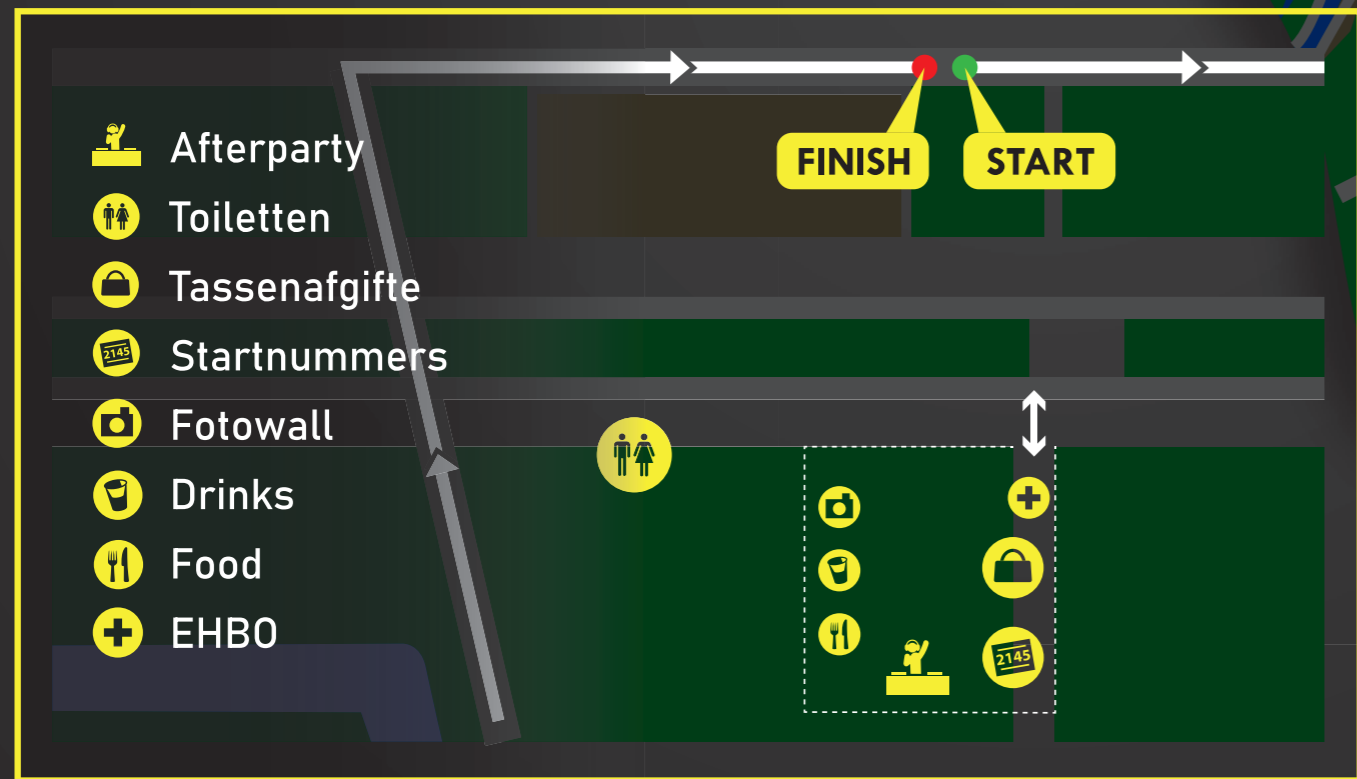 FINISH START
Afterparty
Toiletten
Tassenafgifte
2145 Startnummers
Fotowall
Drinks
Food
EHBO
2145